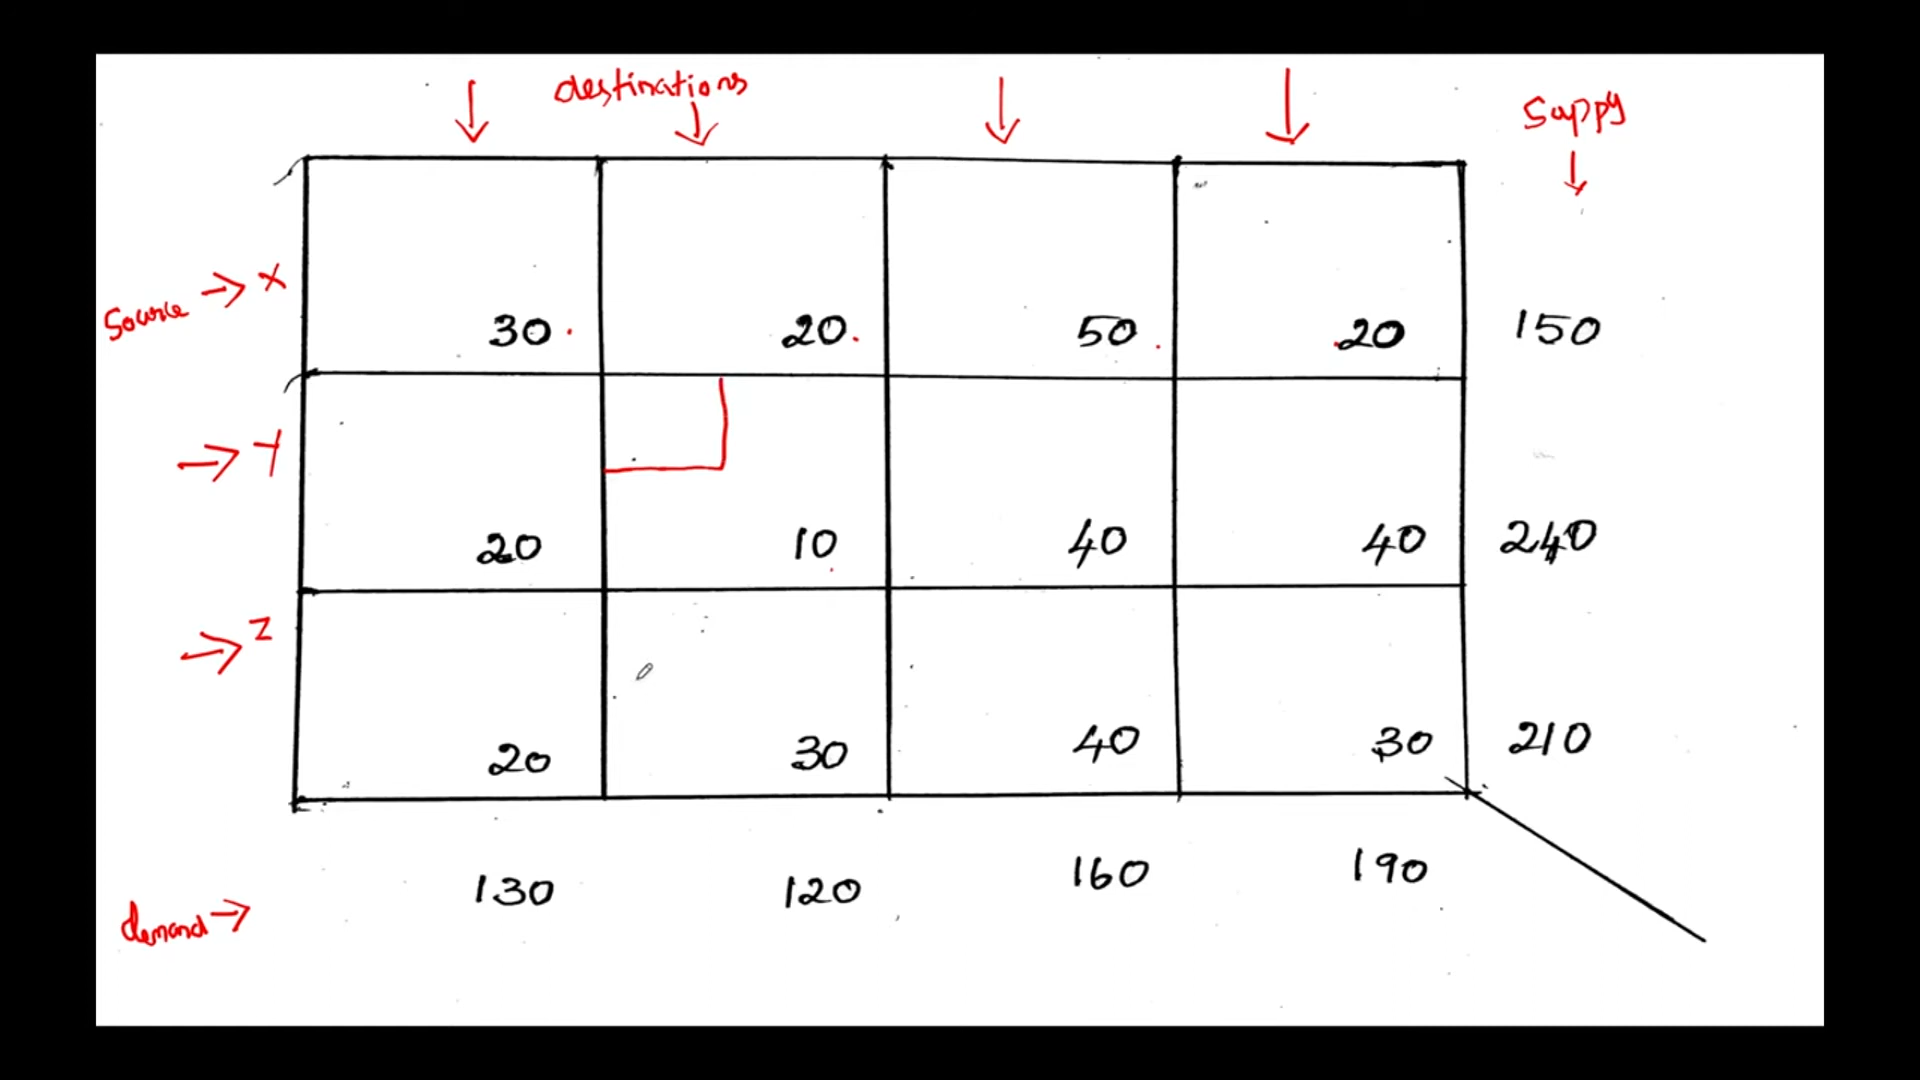 destinations
Sappy
Source → X 30 20 50 20 150
→ Y 20 10 40 40 240
→ Z 20 30 40 30 210
demand → 130 120 160 190